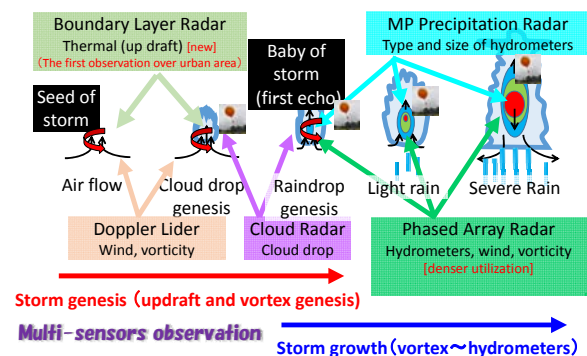 Boundary Layer Radar
Thermal (up draft) [new]
(The first observation over urban area)
MP Precipitation Radar
Type and size of hydrometers
Seed of
storm
Baby of
storm
(first echo)
Air flow
Cloud drop
genesis
Raindrop
genesis
Light rain
Severe Rain
Doppler Lider
Wind, vorticity
Cloud Radar
Cloud drop
Phased Array Radar
Hydrometers, wind, vorticity
[denser utilization]
Storm genesis (updraft and vortex genesis)
Multi-sensors observation
Storm growth(vortex～hydrometers)